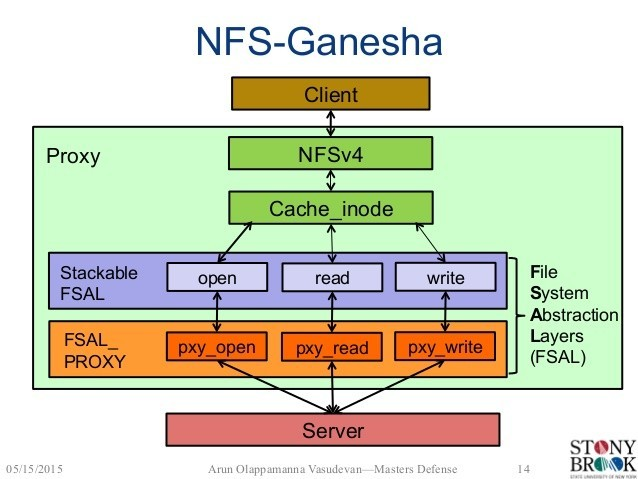 NFS-Ganesha
Client
Proxy
NFSv4
Cache_inode
Stackable
FSAL
open
read
write
FSAL_
PROXY
pxy_open
pxy_read
pxy_write
File
System
Abstraction
Layers
(FSAL)
Server
05/15/2015
Arun Olappamanna Vasudevan—Masters Defense
14
STONY
BROOK
STATE UNIVERSITY OF NEW YORK